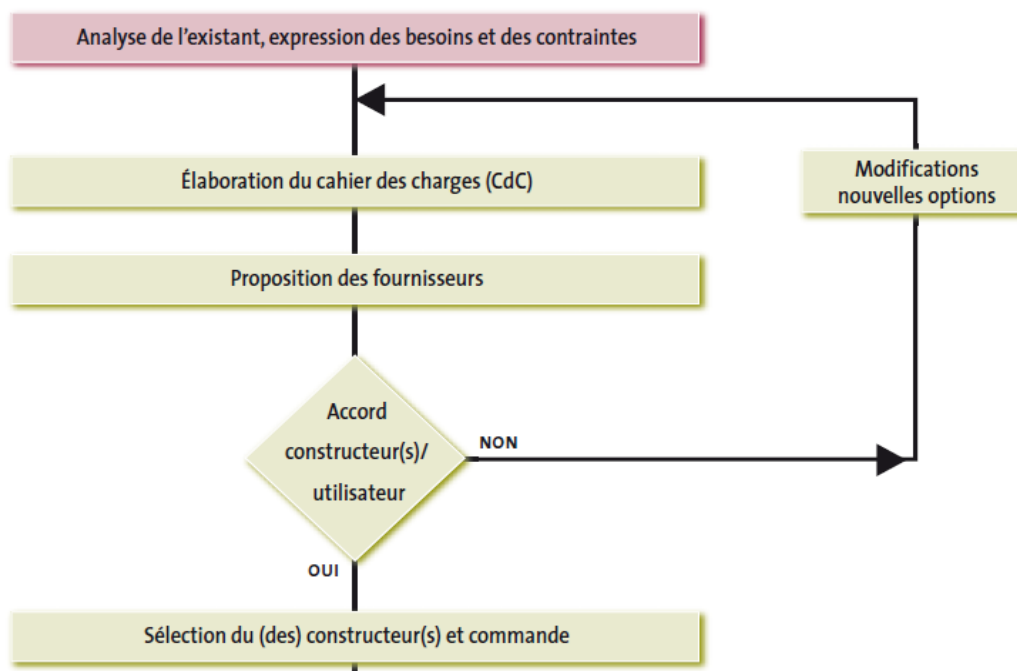 Analyse de l’existant, expression des besoins et des contraintes
Élaboration du cahier des charges (CdC)
Modifications
nouvelles options
Proposition des fournisseurs
Accord
constructeur(s)/
utilisateur
NON
OUI
Sélection du (des) constructeur(s) et commande